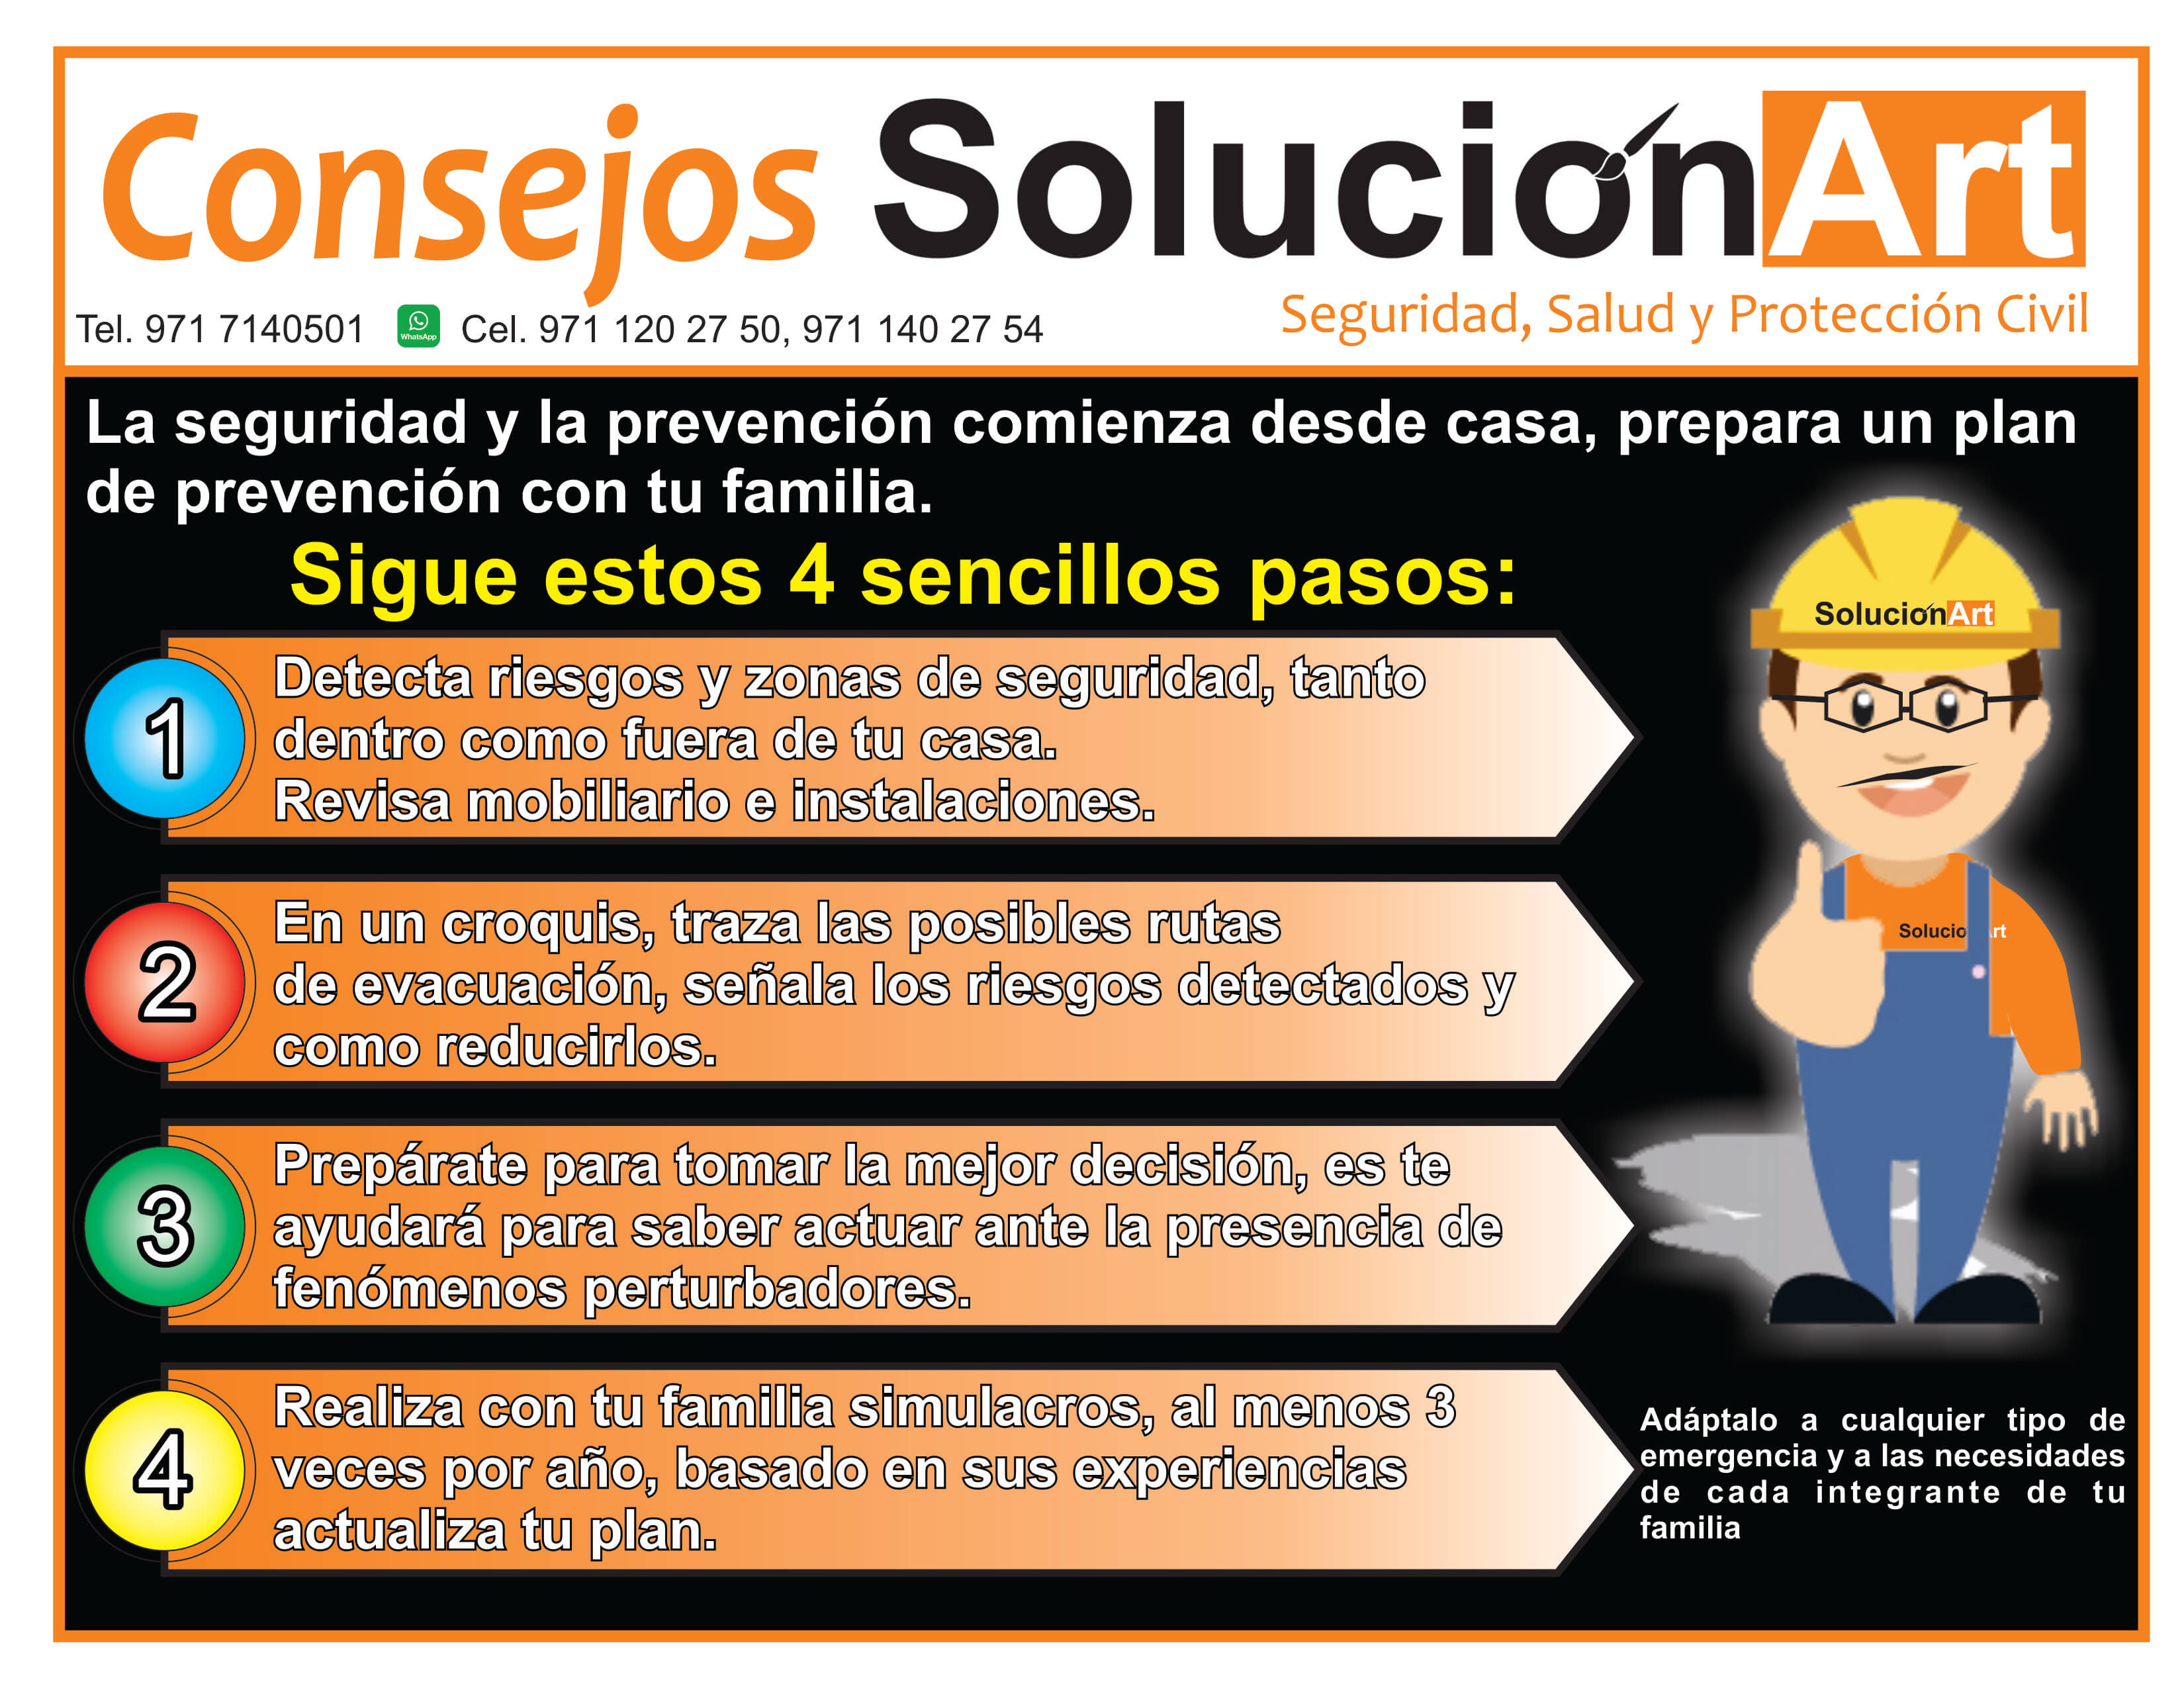 Consejos SoluciónArt
Tel. 971 7140501 WhatsApp Cel. 971 120 27 50, 971 140 27 54
Seguridad, Salud y Protección Civil
La seguridad y la prevención comienza desde casa, prepara un plan
de prevención con tu familia.
Sigue estos 4 sencillos pasos:
SoluciónArt
1
Detecta riesgos y zonas de seguridad, tanto
dentro como fuera de tu casa.
Revisa mobiliario e instalaciones.
2
En un croquis, traza las posibles rutas
de evacuación, señala los riesgos detectados y
como reducirlos.
Solucio rt
3
Prepárate para tomar la mejor decisión, es te
ayudará para saber actuar ante la presencia de
fenómenos perturbadores.
4
Realiza con tu familia simulacros, al menos 3
veces por año, basado en sus experiencias
actualiza tu plan.
Adáptalo a cualquier tipo de
emergencia y a las necesidades
de cada integrante de tu
familia